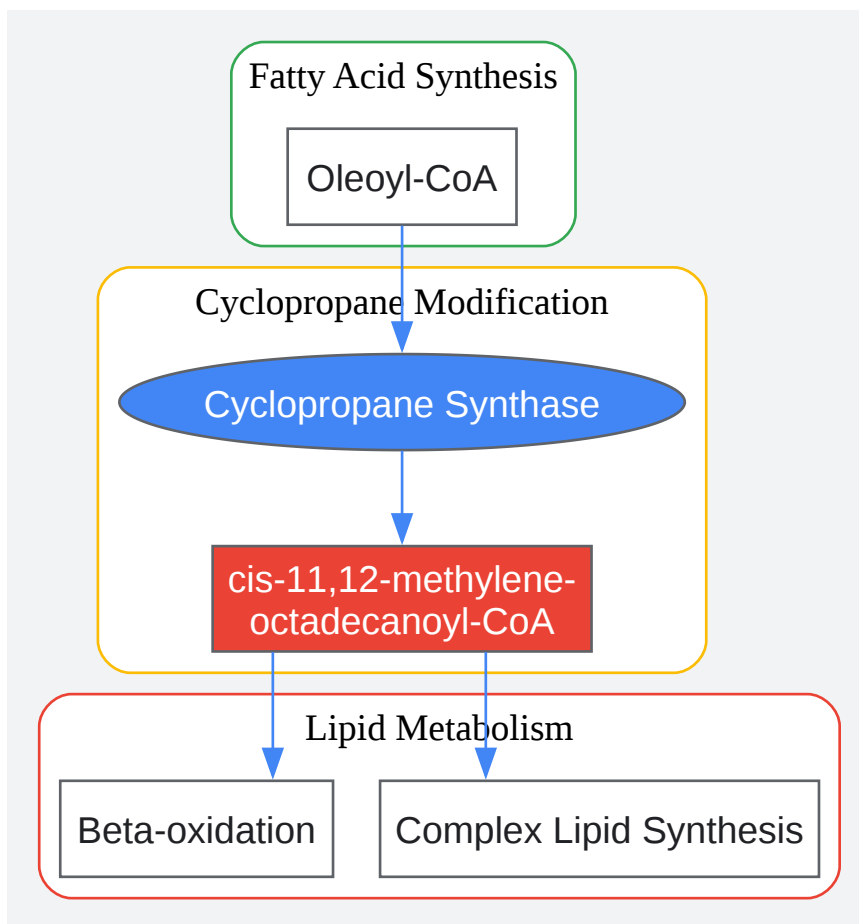 Fatty Acid Synthesis
Oleoyl-CoA
Cyclopropane Modification
Cyclopropane Synthase
cis-11,12-methylene-
octadecanoyl-CoA
Lipid Metabolism
Beta-oxidation
Complex Lipid Synthesis